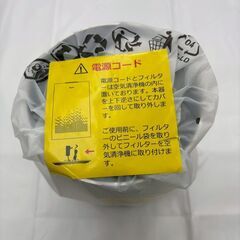 電源コード
電源コードとフィルタ
ーは空気清浄機の内に
置いております。本器
を上下逆さにしてカバ
ーを回して取り外しま
す。
ご使用前に、フィルタ
ーのビニール袋を取り
外してフィルターを空
気清浄機に取り付けま
す。